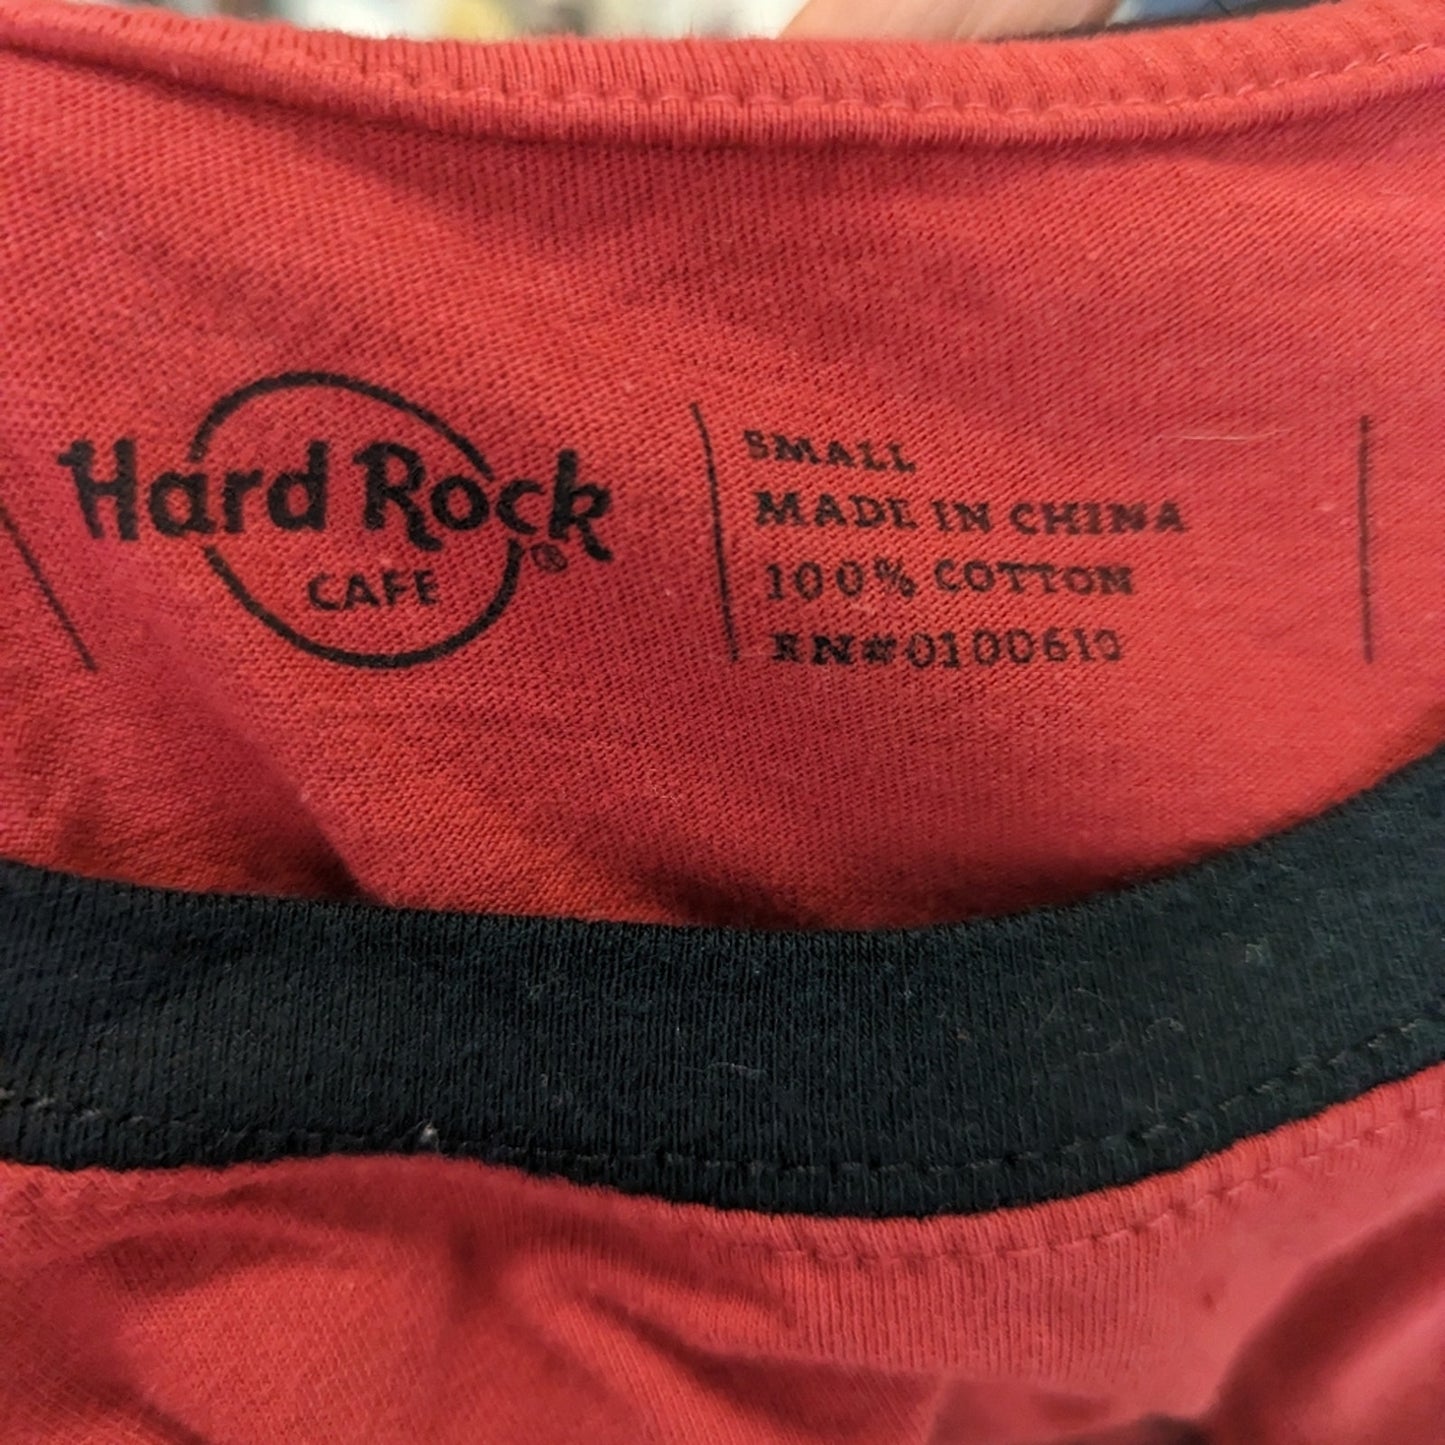 Hard Rock
CAFE
®
SMALL
MADE IN CHINA
100% COTTON
RN#0100610